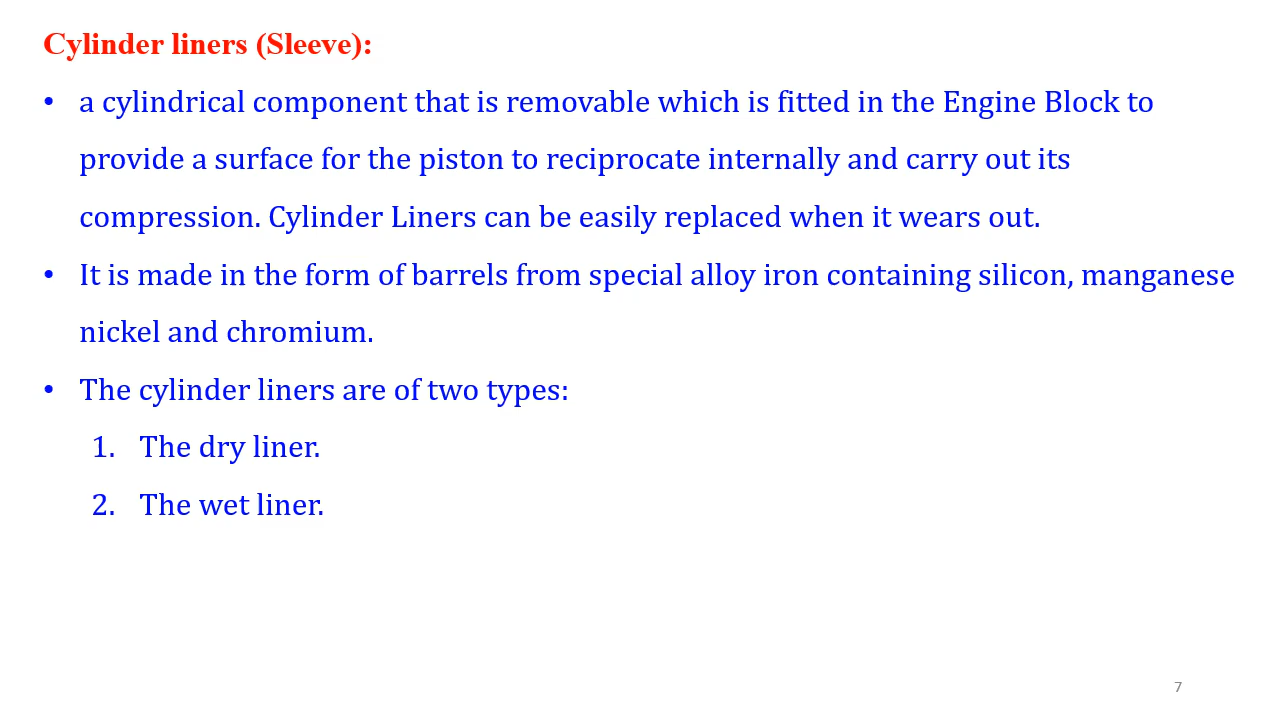 Cylinder liners (Sleeve):
• a cylindrical component that is removable which is fitted in the Engine Block to
provide a surface for the piston to reciprocate internally and carry out its
compression. Cylinder Liners can be easily replaced when it wears out.
• It is made in the form of barrels from special alloy iron containing silicon, manganese
nickel and chromium.
• The cylinder liners are of two types:
1. The dry liner.
2. The wet liner.
7